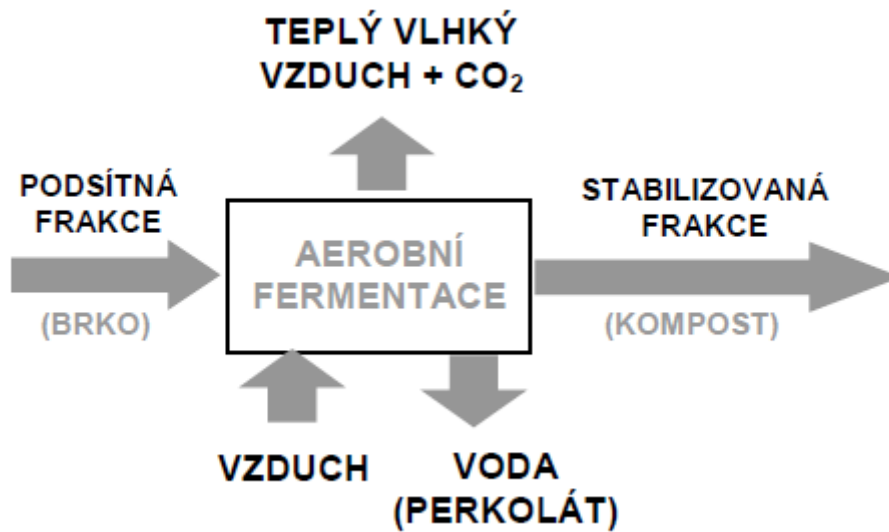 TEPLÝ VLHKÝ
VZDUCH + CO₂
PODSÍTNÁ
FRAKCE
(BRKO)
AEROBNÍ
FERMENTACE
STABILIZOVANÁ
FRAKCE
(KOMPOST)
VZDUCH
VODA
(PERKOLÁT)